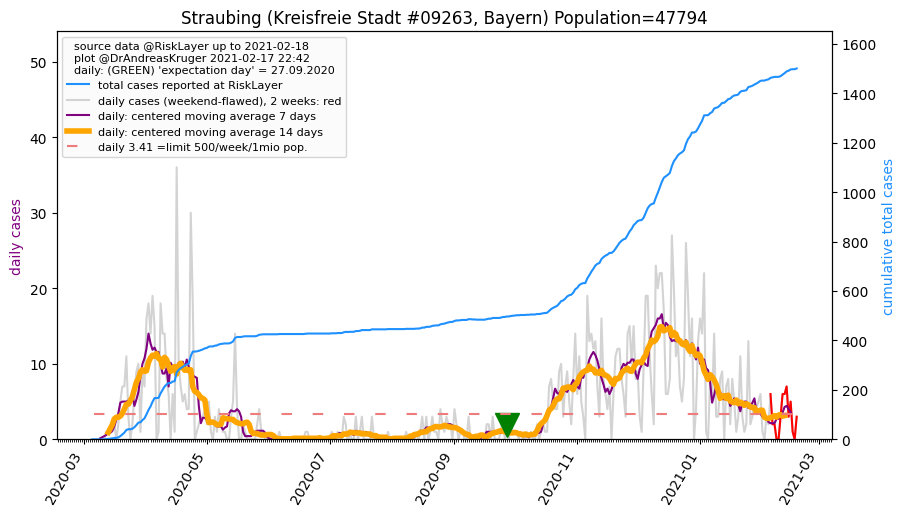 Straubing (Kreisfreie Stadt #09263, Bayern) Population=47794
source data @RiskLayer up to 2021-02-18
plot @DrAndreasKruger 2021-02-17 22:42
daily: (GREEN) 'expectation day' = 27.09.2020
total cases reported at RiskLayer
daily cases (weekend-flawed), 2 weeks: red
daily: centered moving average 7 days
daily: centered moving average 14 days
daily 3.41 =limit 500/week/1mio pop.
daily cases
50
40
30
20
10
0
1600
1400
1200
1000
800
600
400
200
0
cumulative total cases
2020-03
2020-05
2020-07
2020-09
2020-11
2021-01
2021-03